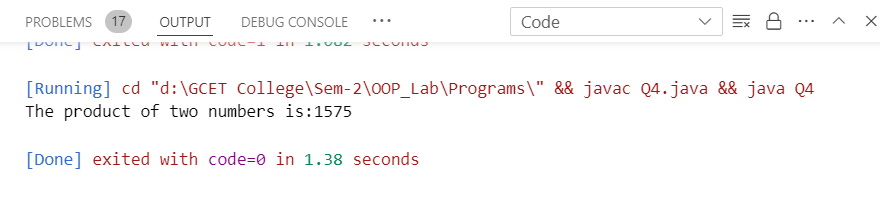 PROBLEMS 17 OUTPUT DEBUG CONSOLE ··· Code ···
[Done] exited with code=1 in 1.082 seconds
[Running] cd "d:\GCET College\Sem-2\OOP_Lab\Programs\" && javac Q4.java && java Q4
The product of two numbers is:1575
[Done] exited with code=0 in 1.38 seconds